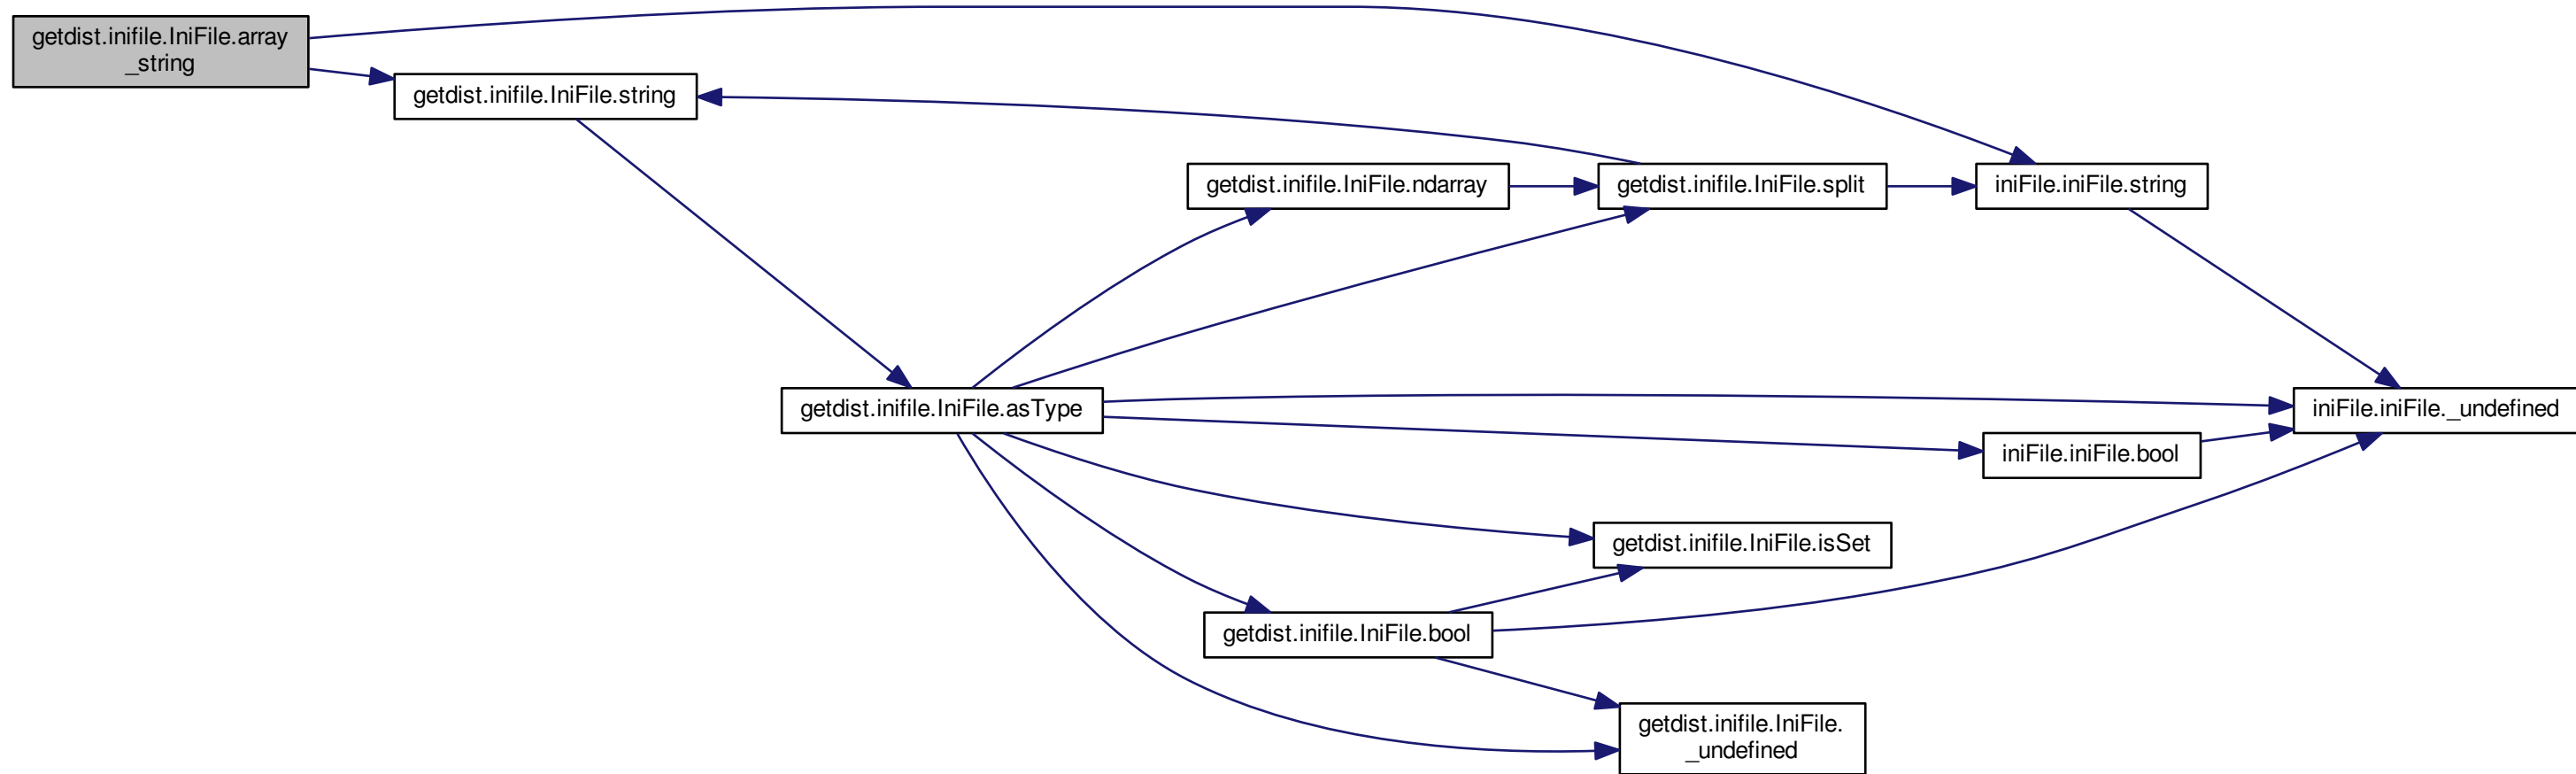 getdist.inifile.IniFile.array
_string
getdist.inifile.IniFile.string
getdist.inifile.IniFile.ndarray
getdist.inifile.IniFile.split
iniFile.iniFile.string
getdist.inifile.IniFile.asType
iniFile.iniFile._undefined
iniFile.iniFile.bool
getdist.inifile.IniFile.isSet
getdist.inifile.IniFile.bool
getdist.inifile.IniFile.
_undefined